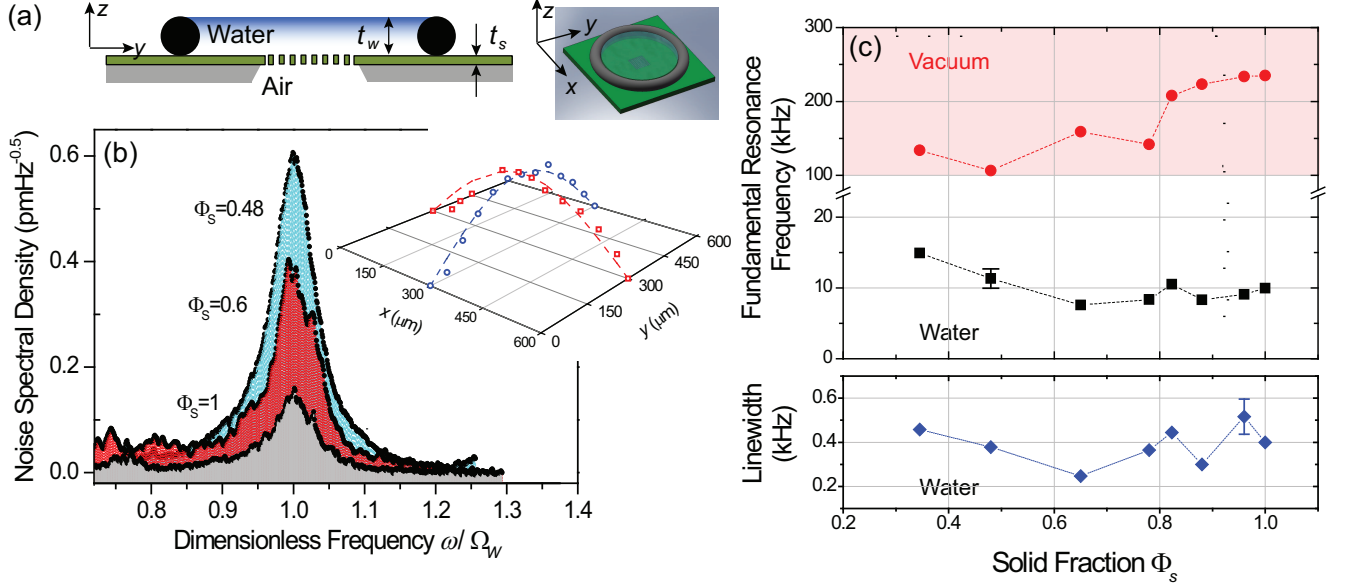 (a)
z
y
Water
t_w
t_s
Air
z
y
x
(b)
Noise Spectral Density (pmHz^-0.5)
0.6
0.4
0.2
0.0
Φ_S=0.48
Φ_S=0.6
Φ_S=1
0
150
300
450
600
x (μm)
0
150
300
450
600
y (μm)
0.8 0.9 1.0 1.1 1.2 1.3 1.4
Dimensionless Frequency ω/Ω_W
(c)
Fundamental Resonance
Frequency (kHz)
300
200
100
20
10
0
Vacuum
Water
Linewidth
(kHz)
0.6
0.4
0.2
Water
0.2 0.4 0.6 0.8 1.0
Solid Fraction Φ_s